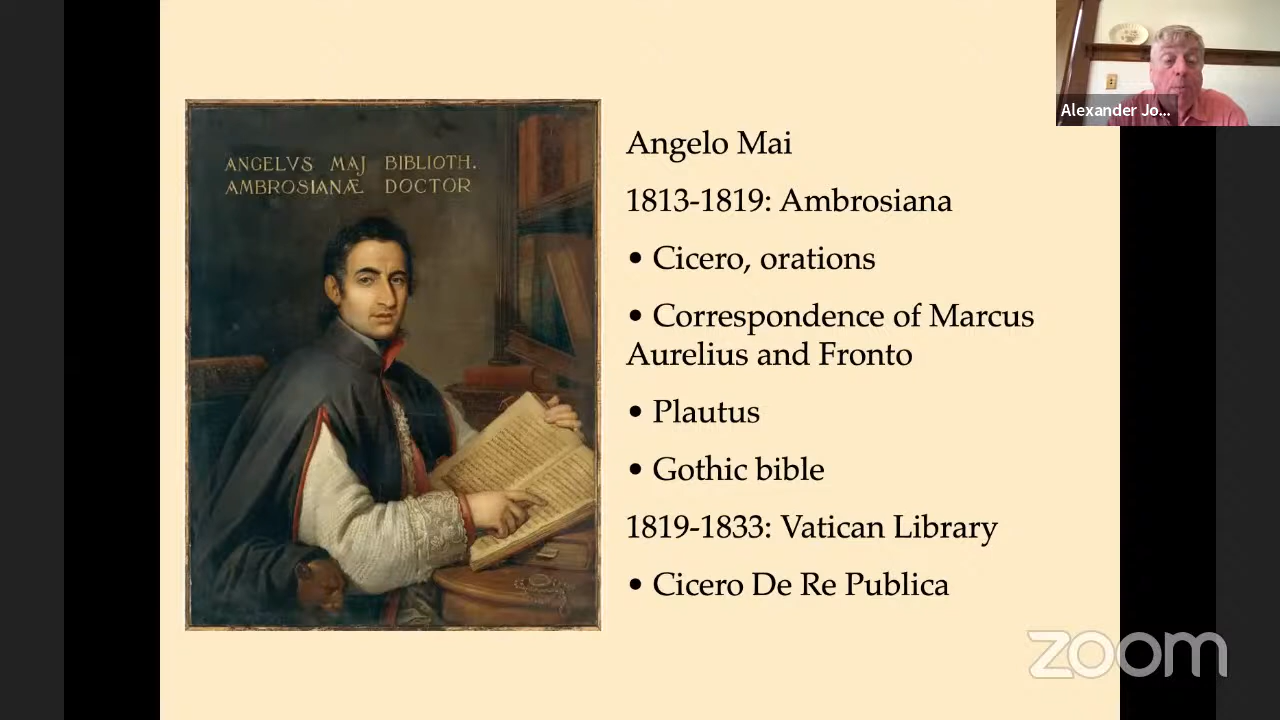 Alexander Jo...
ANGELVS MAJ BIBLIOTH.
AMBROSIANÆ DOCTOR
Angelo Mai
1813-1819: Ambrosiana
• Cicero, orations
• Correspondence of Marcus
Aurelius and Fronto
• Plautus
• Gothic bible
1819-1833: Vatican Library
• Cicero De Re Publica
zoom